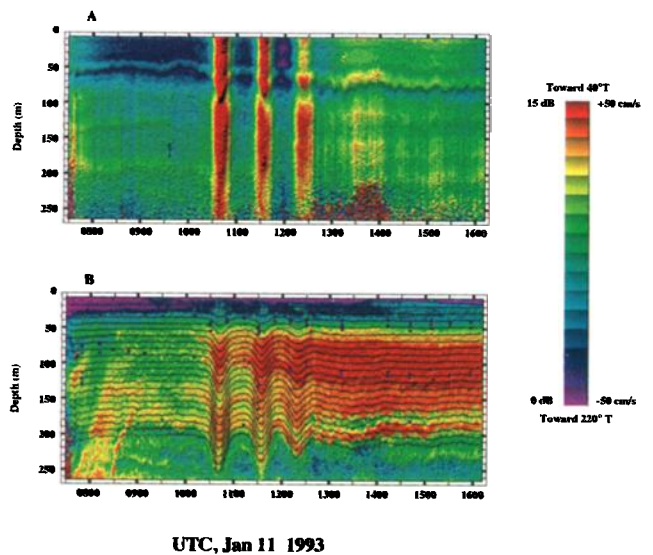 A
0
50
100
150
200
250
Depth (m)
0800 0900 1000 1100 1200 1300 1400 1500 1600
Toward 40°T
15 dB +50 cm/s
0 dB -50 cm/s
Toward 220° T
B
0
50
100
150
200
250
Depth (m)
0800 0900 1000 1100 1200 1300 1400 1500 1600
UTC, Jan 11 1993